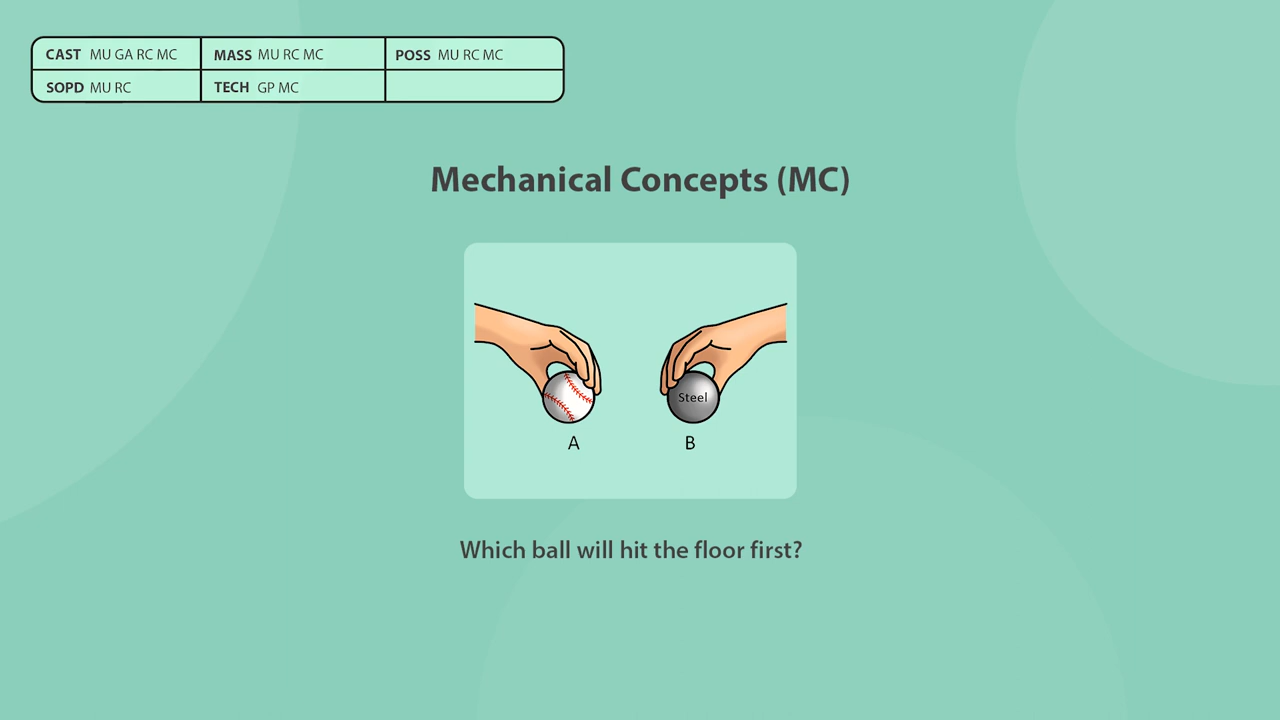 CAST MU GA RC MC MASS MU RC MC POSS MU RC MC
SOPD MU RC TECH GP MC
Mechanical Concepts (MC)
Steel
A B
Which ball will hit the floor first?